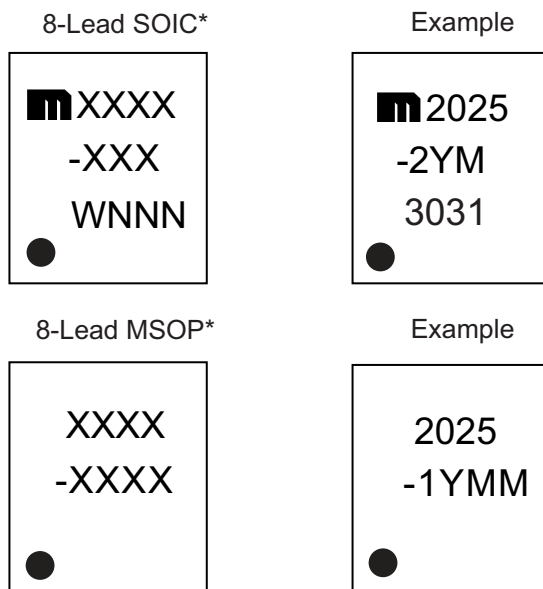 8-Lead SOIC*
Example
XXXX
-XXX
WNNN
2025
-2YM
3031
8-Lead MSOP*
Example
XXXX
-XXXX
2025
-1YMM